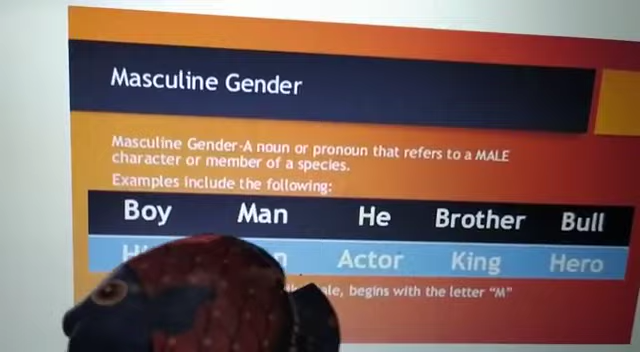 Masculine Gender
Masculine Gender-A noun or pronoun that refers to a MALE
character or member of a species.
Examples include the following:
Boy Man He Brother Bull
Actor King Hero
begins with the letter “M”